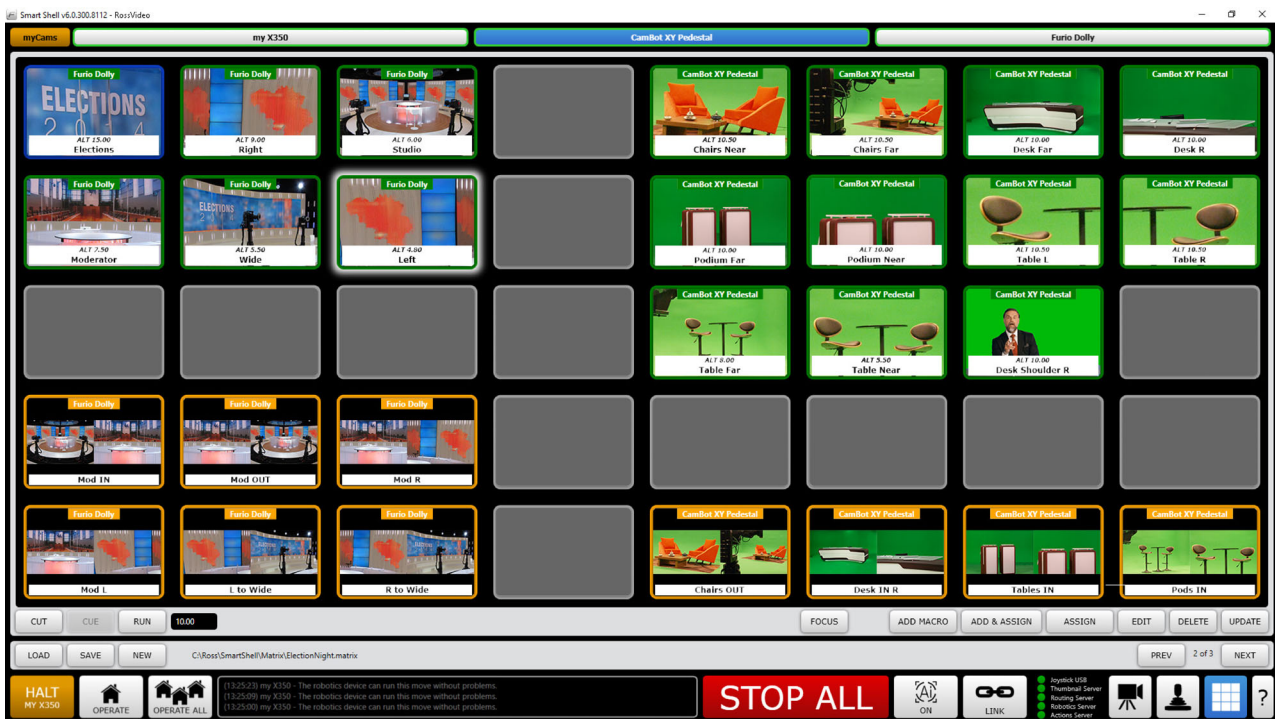 Smart Shell v6.0.300.8112 - RossVideo
myCams
my X350
CamBot XY Pedestal
Furio Dolly
Furio Dolly
ELECTIONS
2 0 1 4
ALT 15.00
Elections
Furio Dolly
ALT 9.00
Right
Furio Dolly
ALT 6.00
Studio
CamBot XY Pedestal
ALT 10.50
Chairs Near
CamBot XY Pedestal
ALT 10.50
Chairs Far
CamBot XY Pedestal
ALT 10.00
Desk Far
CamBot XY Pedestal
ALT 10.00
Desk R
Furio Dolly
ALT 7.50
Moderator
Furio Dolly
ELECTIONS
ALT 5.50
Wide
Furio Dolly
ALT 4.80
Left
CamBot XY Pedestal
ALT 10.00
Podium Far
CamBot XY Pedestal
ALT 10.00
Podium Near
CamBot XY Pedestal
ALT 10.50
Table L
CamBot XY Pedestal
ALT 10.50
Table R
CamBot XY Pedestal
ALT 8.00
Table Far
CamBot XY Pedestal
ALT 5.50
Table Near
CamBot XY Pedestal
ALT 10.00
Desk Shoulder R
Furio Dolly
Mod IN
Furio Dolly
Mod OUT
Furio Dolly
Mod R
Furio Dolly
Mod L
Furio Dolly
L to Wide
Furio Dolly
R to Wide
CamBot XY Pedestal
Chairs OUT
CamBot XY Pedestal
Desk IN R
CamBot XY Pedestal
Tables IN
CamBot XY Pedestal
Pods IN
CUT
CUE
RUN
10.00
FOCUS
ADD MACRO
ADD & ASSIGN
ASSIGN
EDIT
DELETE
UPDATE
LOAD
SAVE
NEW
C:\Ross\SmartShell\Matrix\ElectionNight.matrix
PREV
2 of 3
NEXT
HALT
MY X350
OPERATE
OPERATE ALL
(13:25:23) my X350 - The robotics device can run this move without problems.
(13:25:09) my X350 - The robotics device can run this move without problems.
(13:25:00) my X350 - The robotics device can run this move without problems.
STOP ALL
AI
ON
LINK
Joystick USB
Thumbnail Server
Routing Server
Robotics Server
Actions Server
?